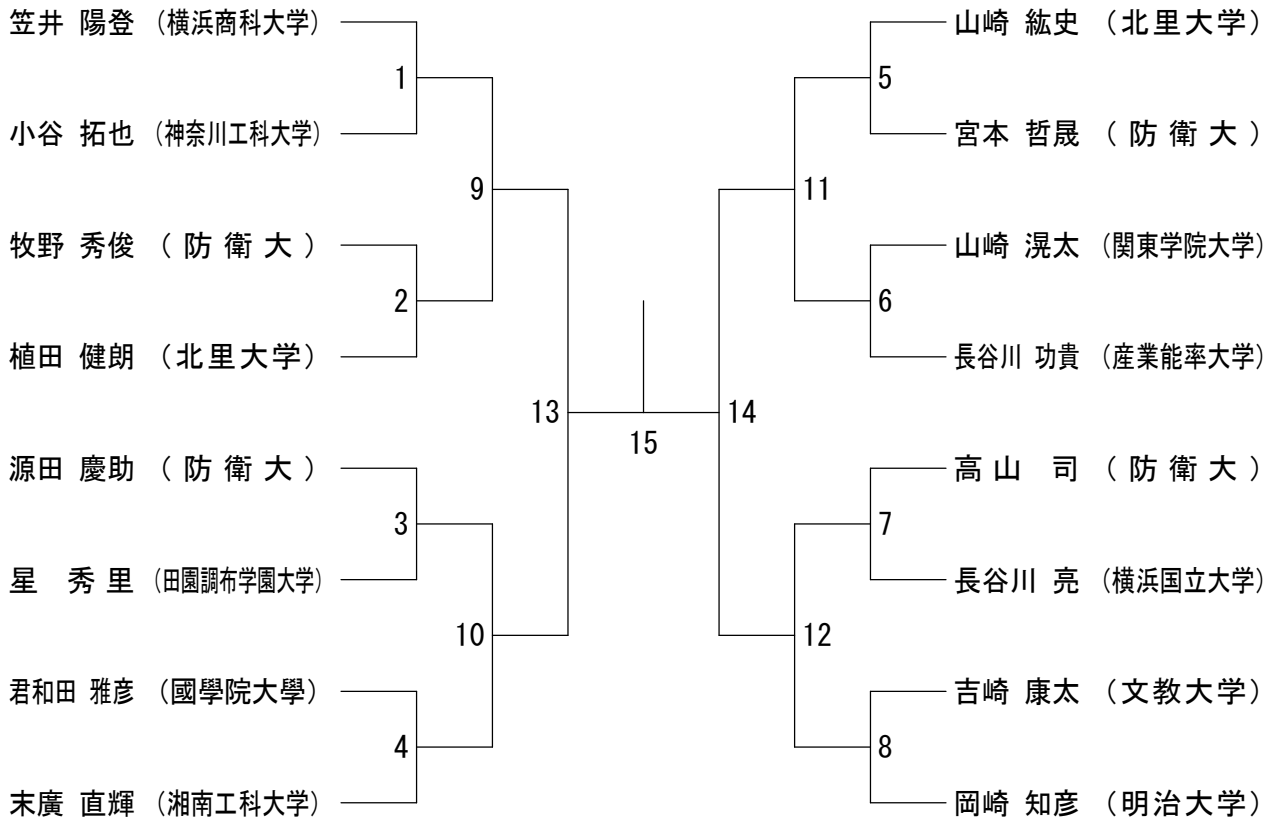 笠井 陽登 (横浜商科大学)
1
小谷 拓也 (神奈川工科大学)
9
牧野 秀俊 (防衛大)
2
植田 健朗 (北里大学)
13
源田 慶助 (防衛大)
3
星 秀里 (田園調布学園大学)
10
君和田 雅彦 (國學院大學)
4
末廣 直輝 (湘南工科大学)
15
山崎 紘史 (北里大学)
5
宮本 哲晟 (防衛大)
11
山崎 滉太 (関東学院大学)
6
長谷川 功貴 (産業能率大学)
14
高山 司 (防衛大)
7
長谷川 亮 (横浜国立大学)
12
吉崎 康太 (文教大学)
8
岡崎 知彦 (明治大学)